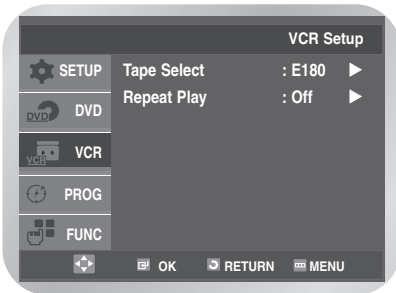 VCR Setup
SETUP
Tape Select : E180
Repeat Play : Off
DVD DVD
VCR VCR
PROG
FUNC
OK RETURN MENU